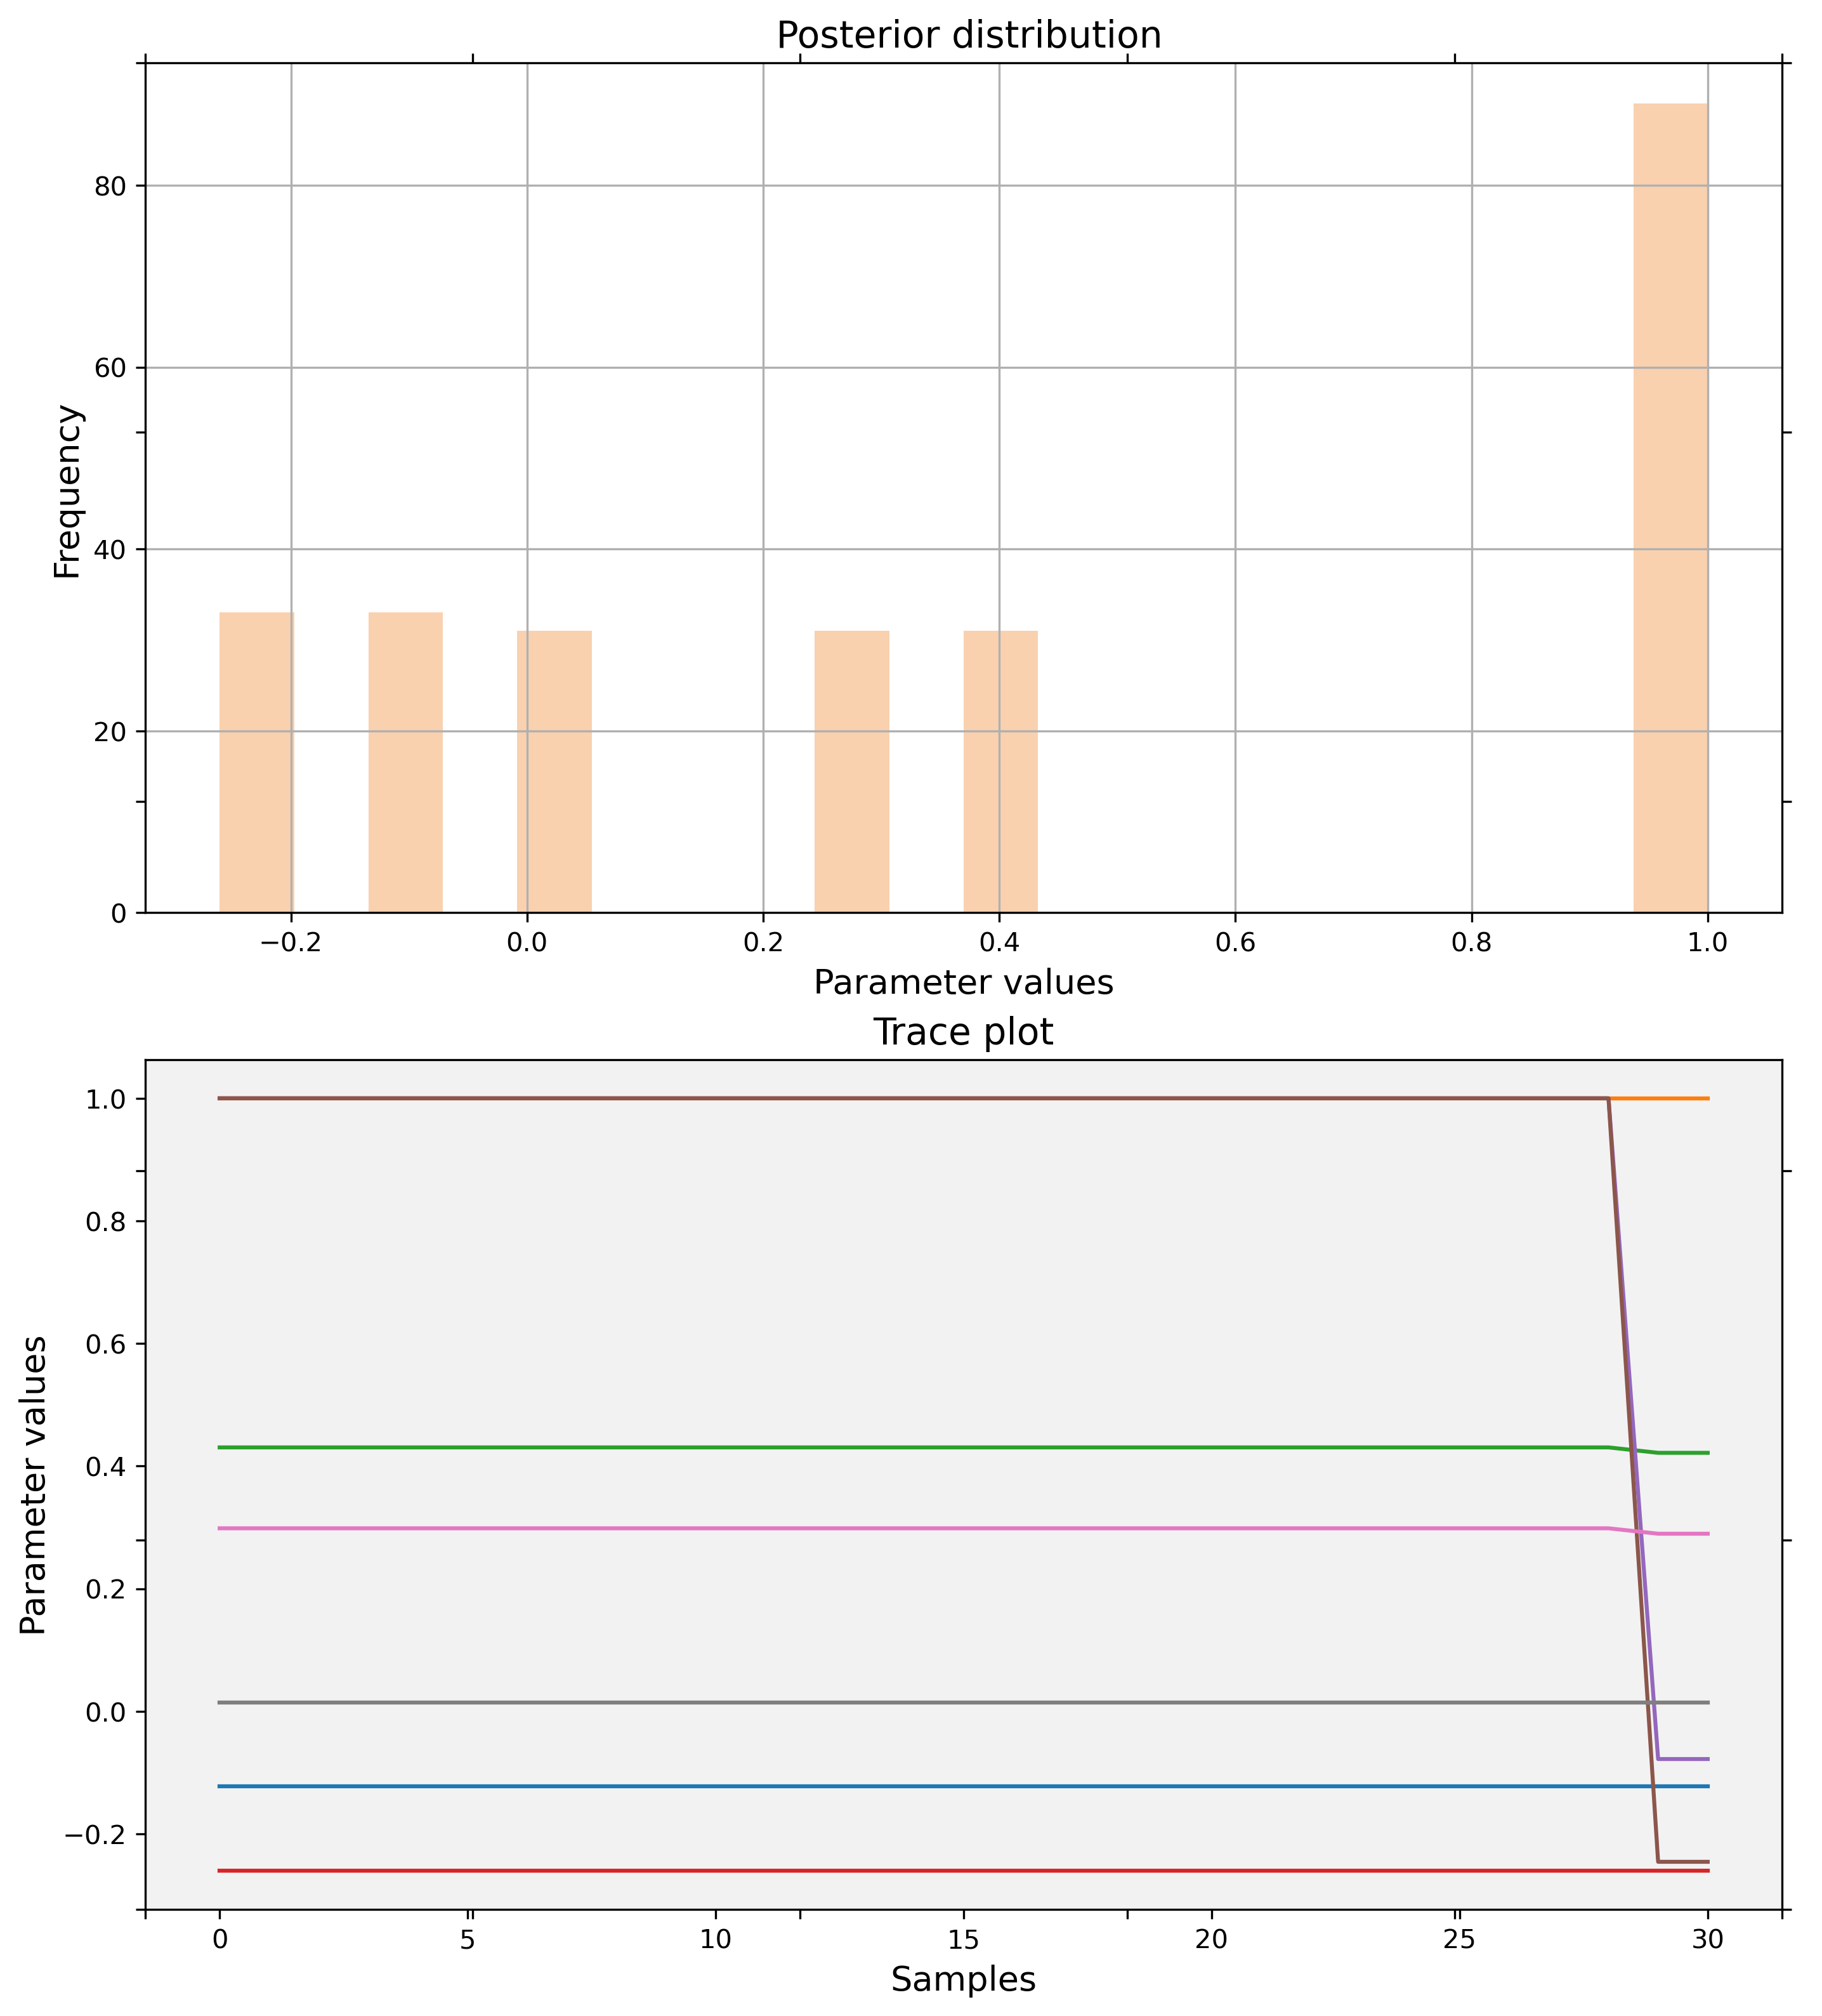 Posterior distribution
80
60
40
20
0
Frequency
−0.2 0.0 0.2 0.4 0.6 0.8 1.0
Parameter values
Trace plot
1.0
0.8
0.6
0.4
0.2
0.0
−0.2
Parameter values
0 5 10 15 20 25 30
Samples